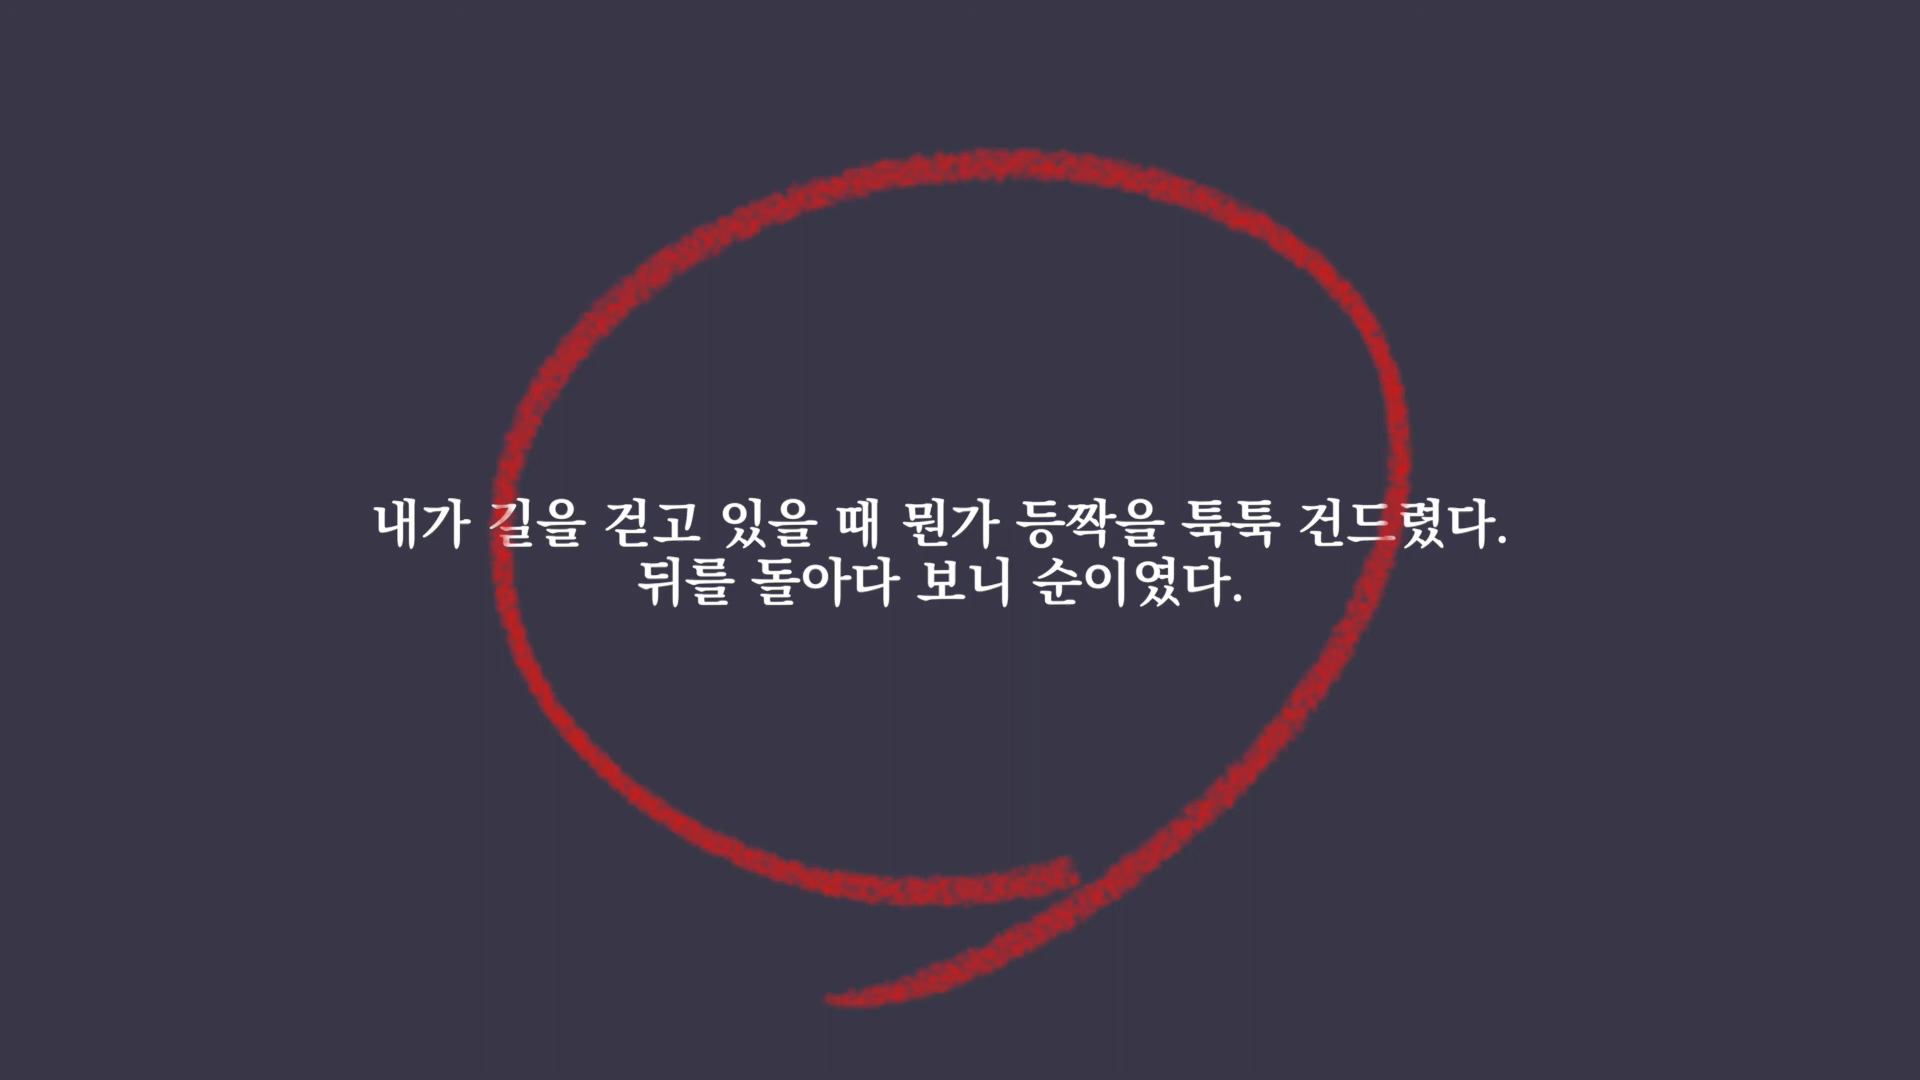 내가 길을 걷고 있을 때 뭔가 등짝을 툭툭 건드렸다.
뒤를 돌아다 보니 순이였다.